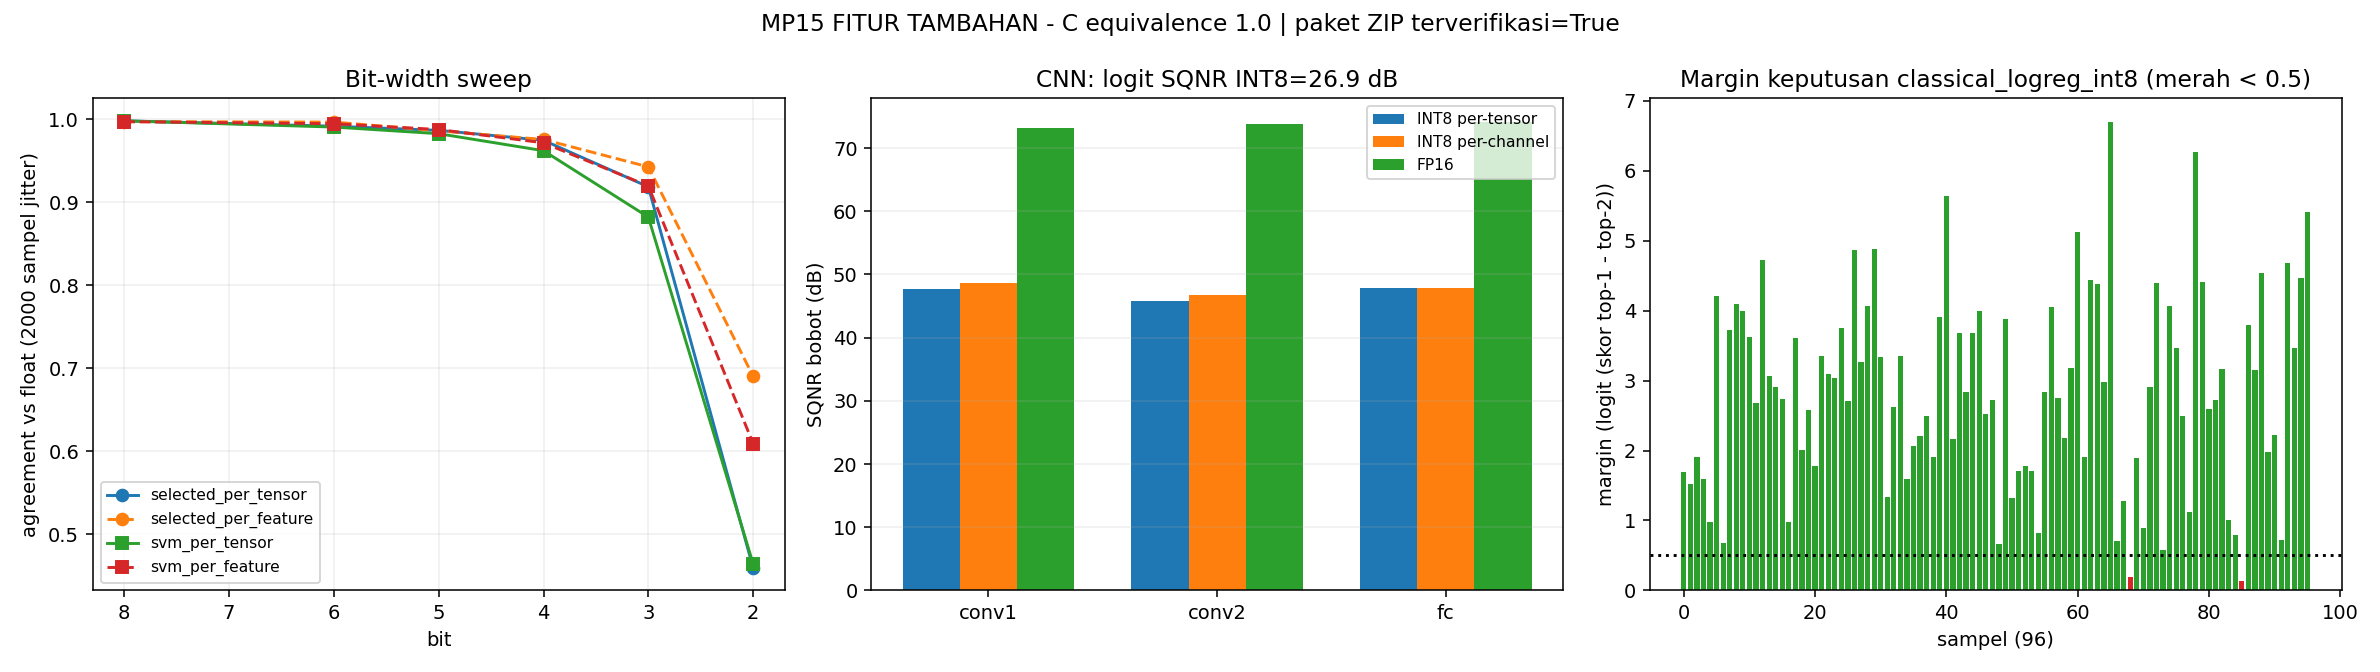 MP15 FITUR TAMBAHAN - C equivalence 1.0 | paket ZIP terverifikasi=True
Bit-width sweep
agreement vs float (2000 sampel jitter)
1.0
0.9
0.8
0.7
0.6
0.5
selected_per_tensor
selected_per_feature
svm_per_tensor
svm_per_feature
8 7 6 5 4 3 2
bit
CNN: logit SQNR INT8=26.9 dB
SQNR bobot (dB)
70
60
50
40
30
20
10
0
INT8 per-tensor
INT8 per-channel
FP16
conv1 conv2 fc
Margin keputusan classical_logreg_int8 (merah < 0.5)
margin (logit (skor top-1 - top-2))
7
6
5
4
3
2
1
0
0 20 40 60 80 100
sampel (96)